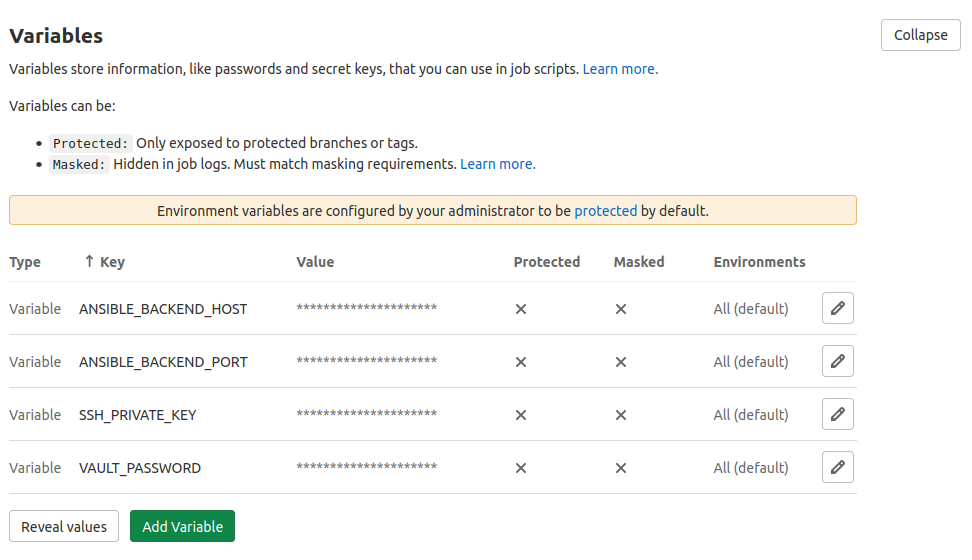 Variables
Collapse
Variables store information, like passwords and secret keys, that you can use in job scripts. Learn more.
Variables can be:
• Protected: Only exposed to protected branches or tags.
• Masked: Hidden in job logs. Must match masking requirements. Learn more.
Environment variables are configured by your administrator to be protected by default.
Type ↑ Key Value Protected Masked Environments
Variable ANSIBLE_BACKEND_HOST ********************* ✕ ✕ All (default)
Variable ANSIBLE_BACKEND_PORT ********************* ✕ ✕ All (default)
Variable SSH_PRIVATE_KEY ********************* ✕ ✕ All (default)
Variable VAULT_PASSWORD ********************* ✕ ✕ All (default)
Reveal values Add Variable